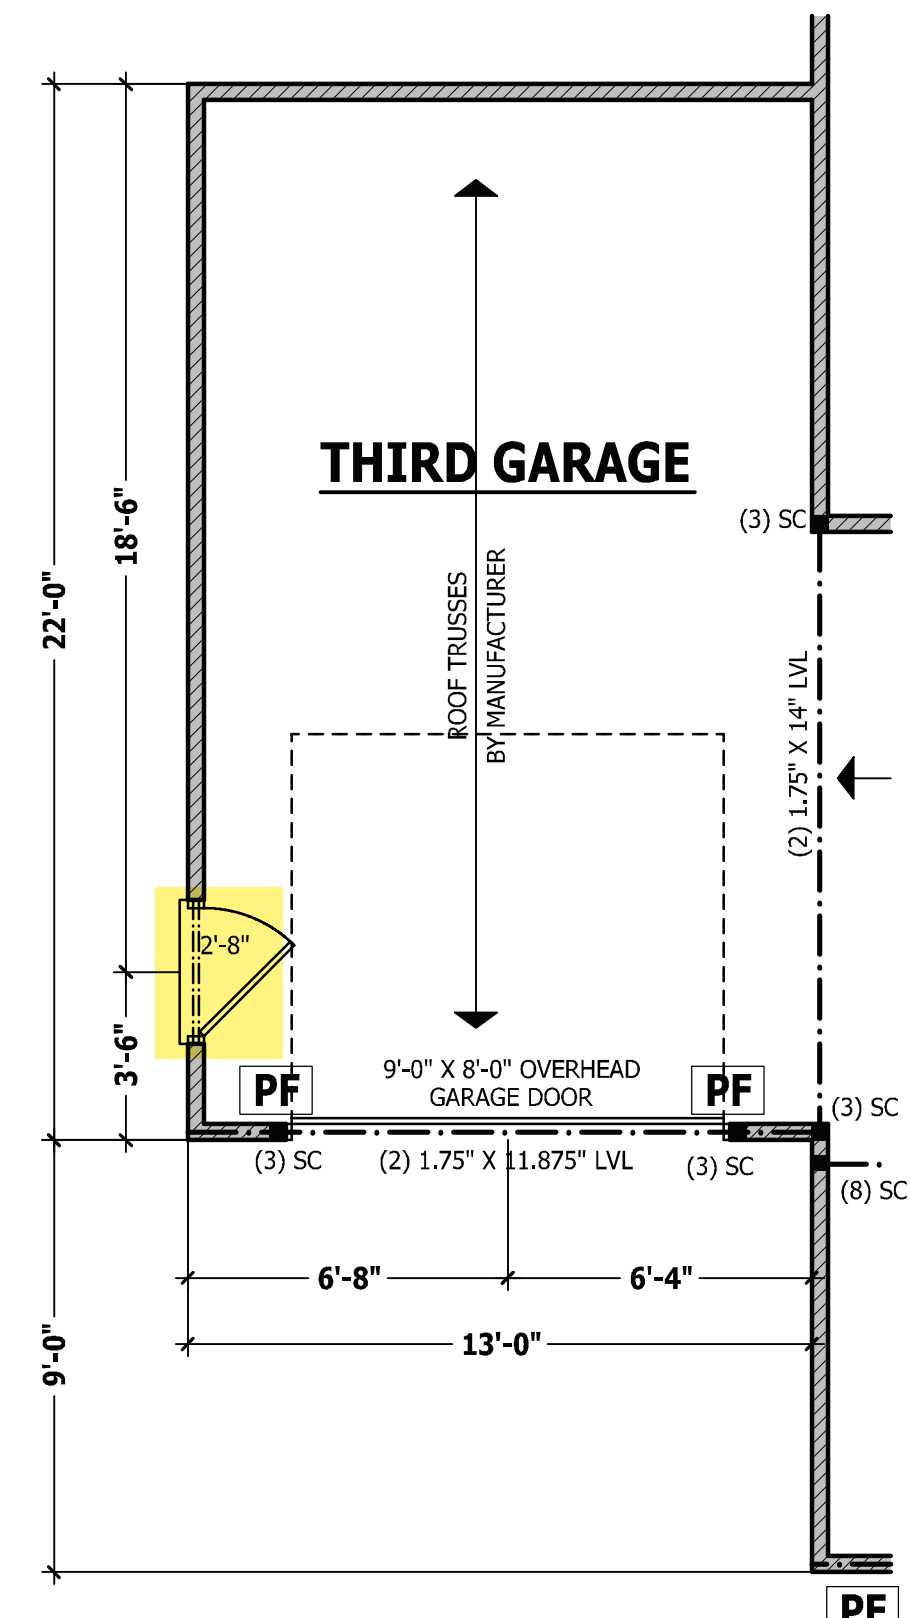 THIRD GARAGE
(3) SC
18'-6"
22'-0"
ROOF TRUSSES
BY MANUFACTURER
(2) 1.75" X 14" LVL
2'-8"
3'-6"
9'-0" X 8'-0" OVERHEAD
GARAGE DOOR
PF
PF
(3) SC
(3) SC
(2) 1.75" X 11.875" LVL
(3) SC
(8) SC
6'-8"
6'-4"
13'-0"
9'-0"
PF